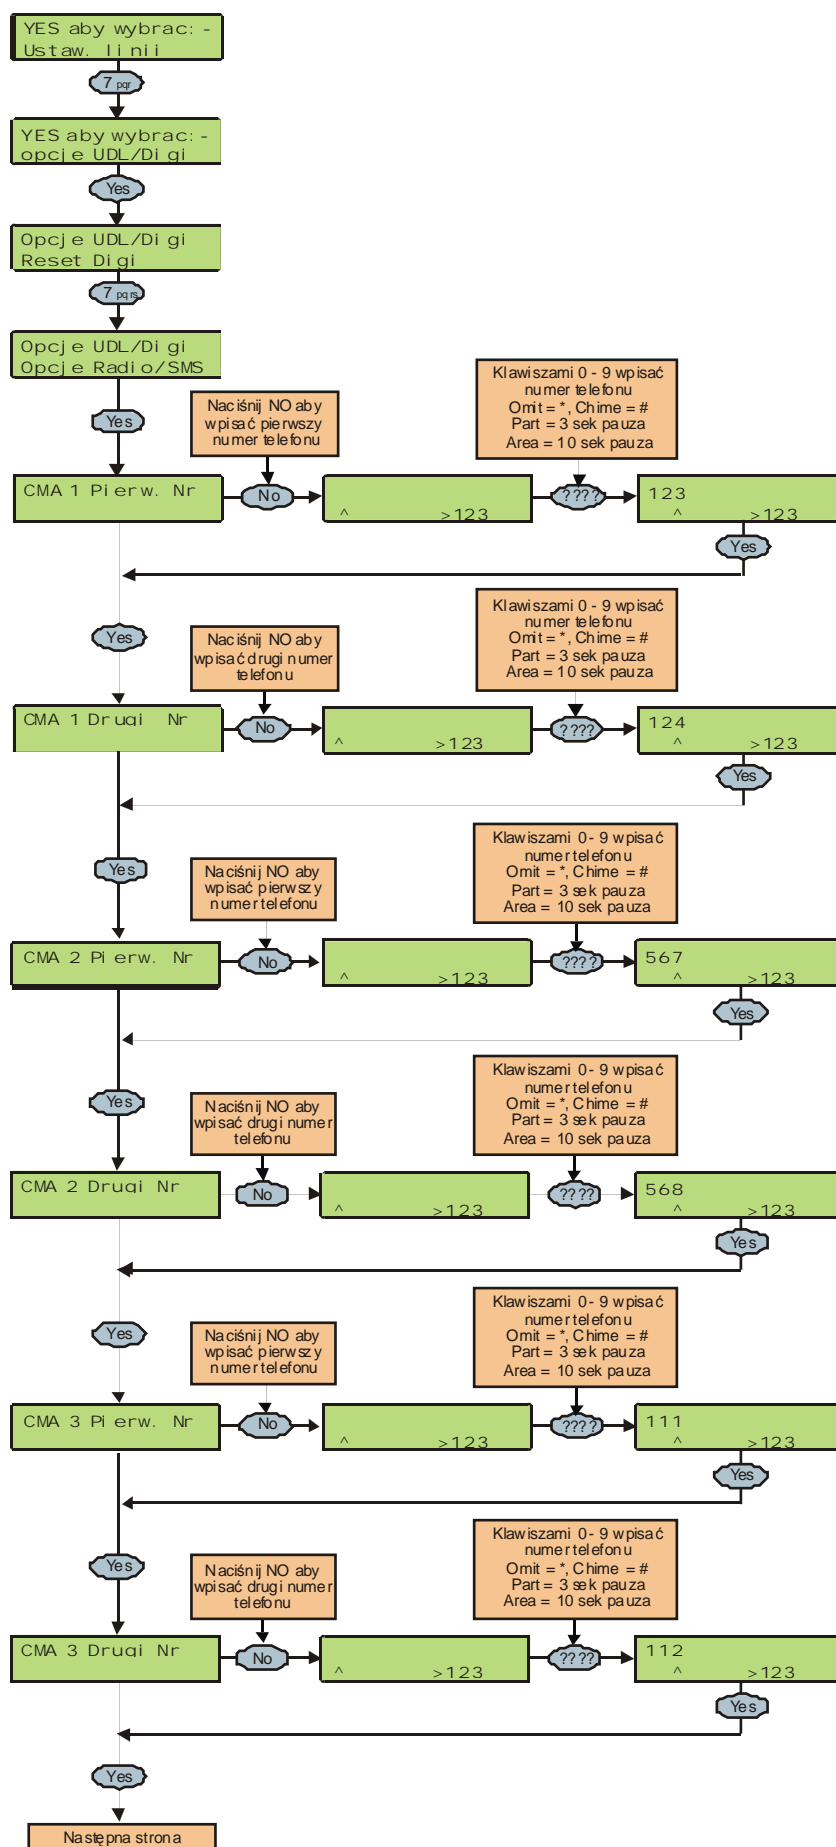 YES aby wybrac: -
Ustaw. linii
7 pqr
YES aby wybrac: -
opcje UDL/Digi
Yes
Opcje UDL/Digi
Reset Digi
7 pqrs
Opcje UDL/Digi
Opcje Radio/SMS
Yes
Naciśnij NO aby
wpisać pierwszy
numer telefonu
Klawiszami 0 - 9 wpisać
numer telefonu
Omit = *, Chime = #
Part = 3 sek pauza
Area = 10 sek pauza
CMA 1 Pierw. Nr
No
^ >123
????
123
^ >123
Yes
Yes
Naciśnij NO aby
wpisać drugi numer
telefonu
Klawiszami 0 - 9 wpisać
numer telefonu
Omit = *, Chime = #
Part = 3 sek pauza
Area = 10 sek pauza
CMA 1 Drugi Nr
No
^ >123
????
124
^ >123
Yes
Yes
Naciśnij NO aby
wpisać pierwszy
numer telefonu
Klawiszami 0 - 9 wpisać
numer telefonu
Omit = *, Chime = #
Part = 3 sek pauza
Area = 10 sek pauza
CMA 2 Pierw. Nr
No
^ >123
????
567
^ >123
Yes
Yes
Naciśnij NO aby
wpisać drugi numer
telefonu
Klawiszami 0 - 9 wpisać
numer telefonu
Omit = *, Chime = #
Part = 3 sek pauza
Area = 10 sek pauza
CMA 2 Drugi Nr
No
^ >123
????
568
^ >123
Yes
Yes
Naciśnij NO aby
wpisać pierwszy
numer telefonu
Klawiszami 0 - 9 wpisać
numer telefonu
Omit = *, Chime = #
Part = 3 sek pauza
Area = 10 sek pauza
CMA 3 Pierw. Nr
No
^ >123
????
111
^ >123
Yes
Yes
Naciśnij NO aby
wpisać drugi numer
telefonu
Klawiszami 0 - 9 wpisać
numer telefonu
Omit = *, Chime = #
Part = 3 sek pauza
Area = 10 sek pauza
CMA 3 Drugi Nr
No
^ >123
????
112
^ >123
Yes
Yes
Następna strona